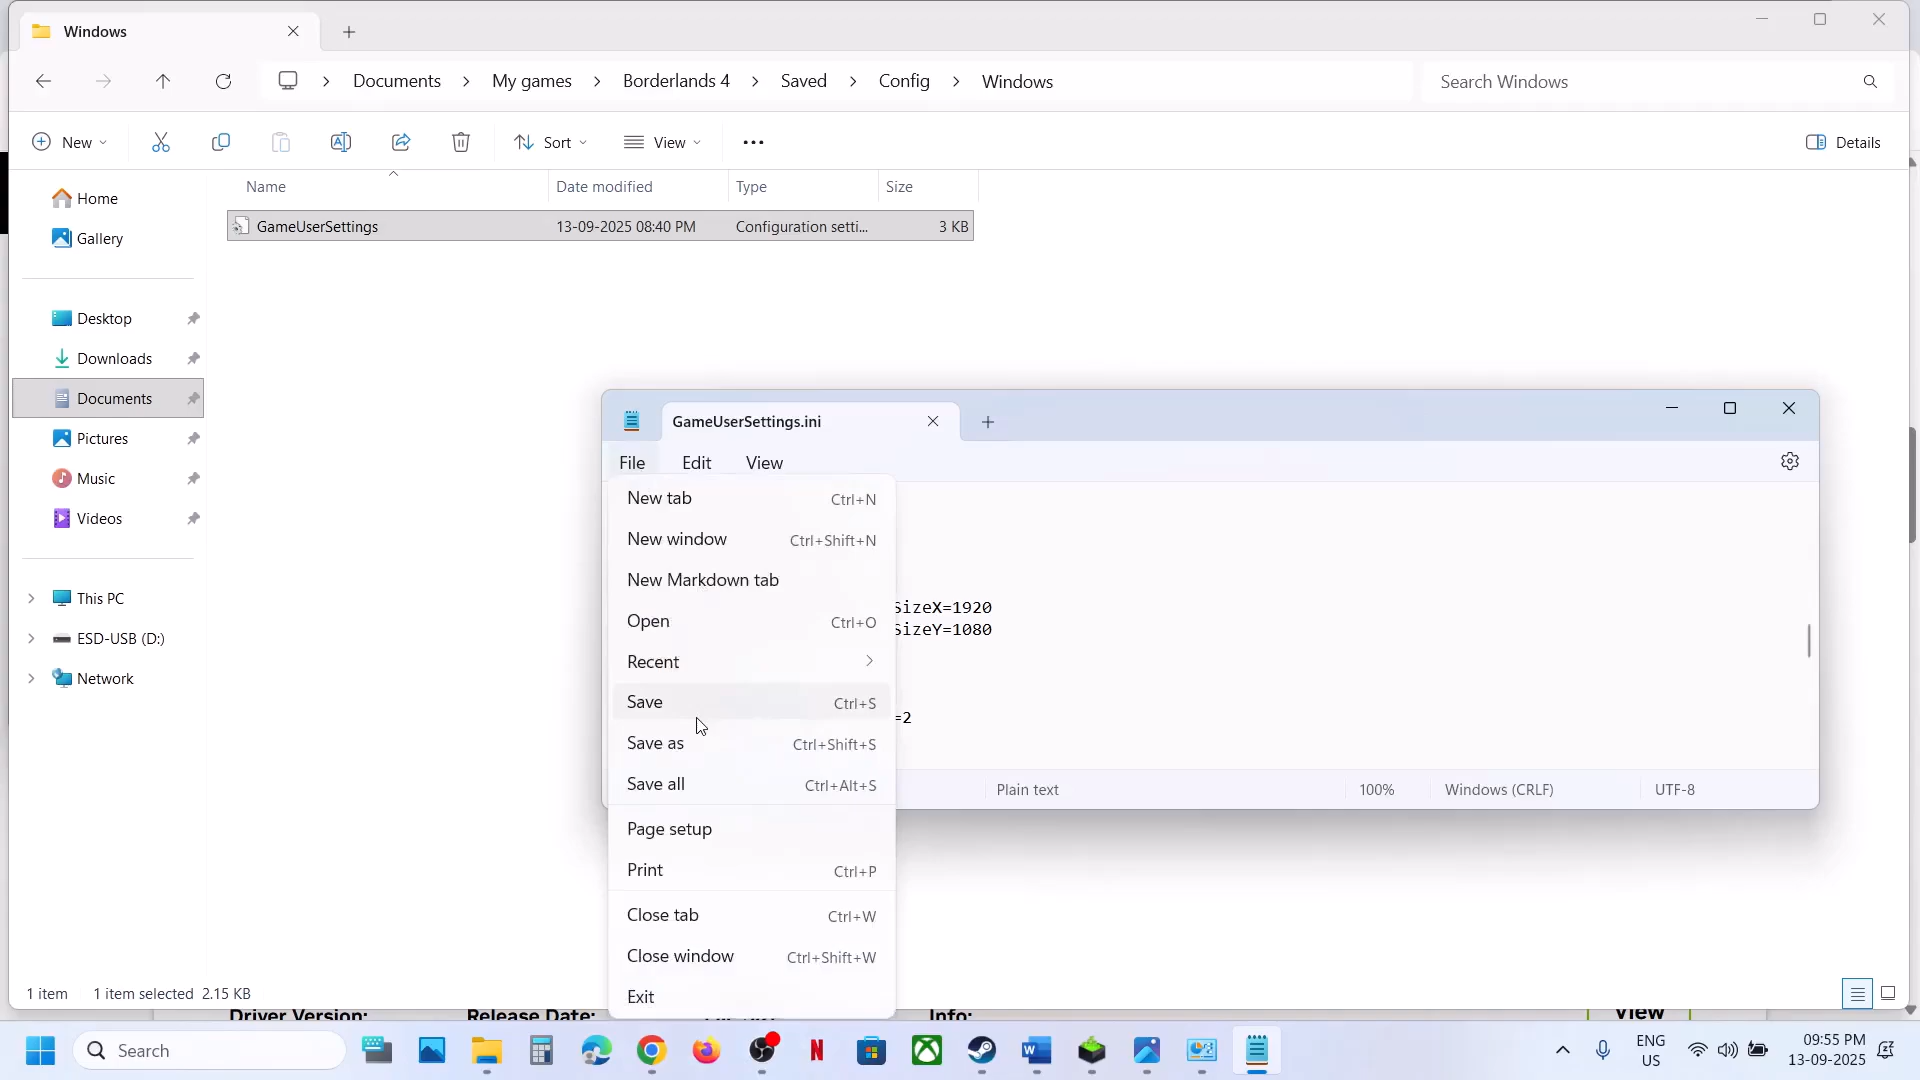 Windows
Documents
My games
Borderlands 4
Saved
Config
Windows
Search Windows
New
Sort
View
Details
Name
Date modified
Type
Size
GameUserSettings
13-09-2025 08:40 PM
Configuration setti...
3 KB
Home
Gallery
Desktop
Downloads
Documents
Pictures
Music
Videos
This PC
ESD-USB (D:)
Network
GameUserSettings.ini
File
Edit
View
New tab
Ctrl+N
New window
Ctrl+Shift+N
New Markdown tab
Open
Ctrl+O
Recent
Save
Ctrl+S
Save as
Ctrl+Shift+S
Save all
Ctrl+Alt+S
Page setup
Print
Ctrl+P
Close tab
Ctrl+W
Close window
Ctrl+Shift+W
Exit
SizeX=1920
SizeY=1080
=2
Plain text
100%
Windows (CRLF)
UTF-8
1 item
1 item selected
2.15 KB
Driver Version:
Release Date:
Info:
View
Search
ENG
US
09:55 PM
13-09-2025